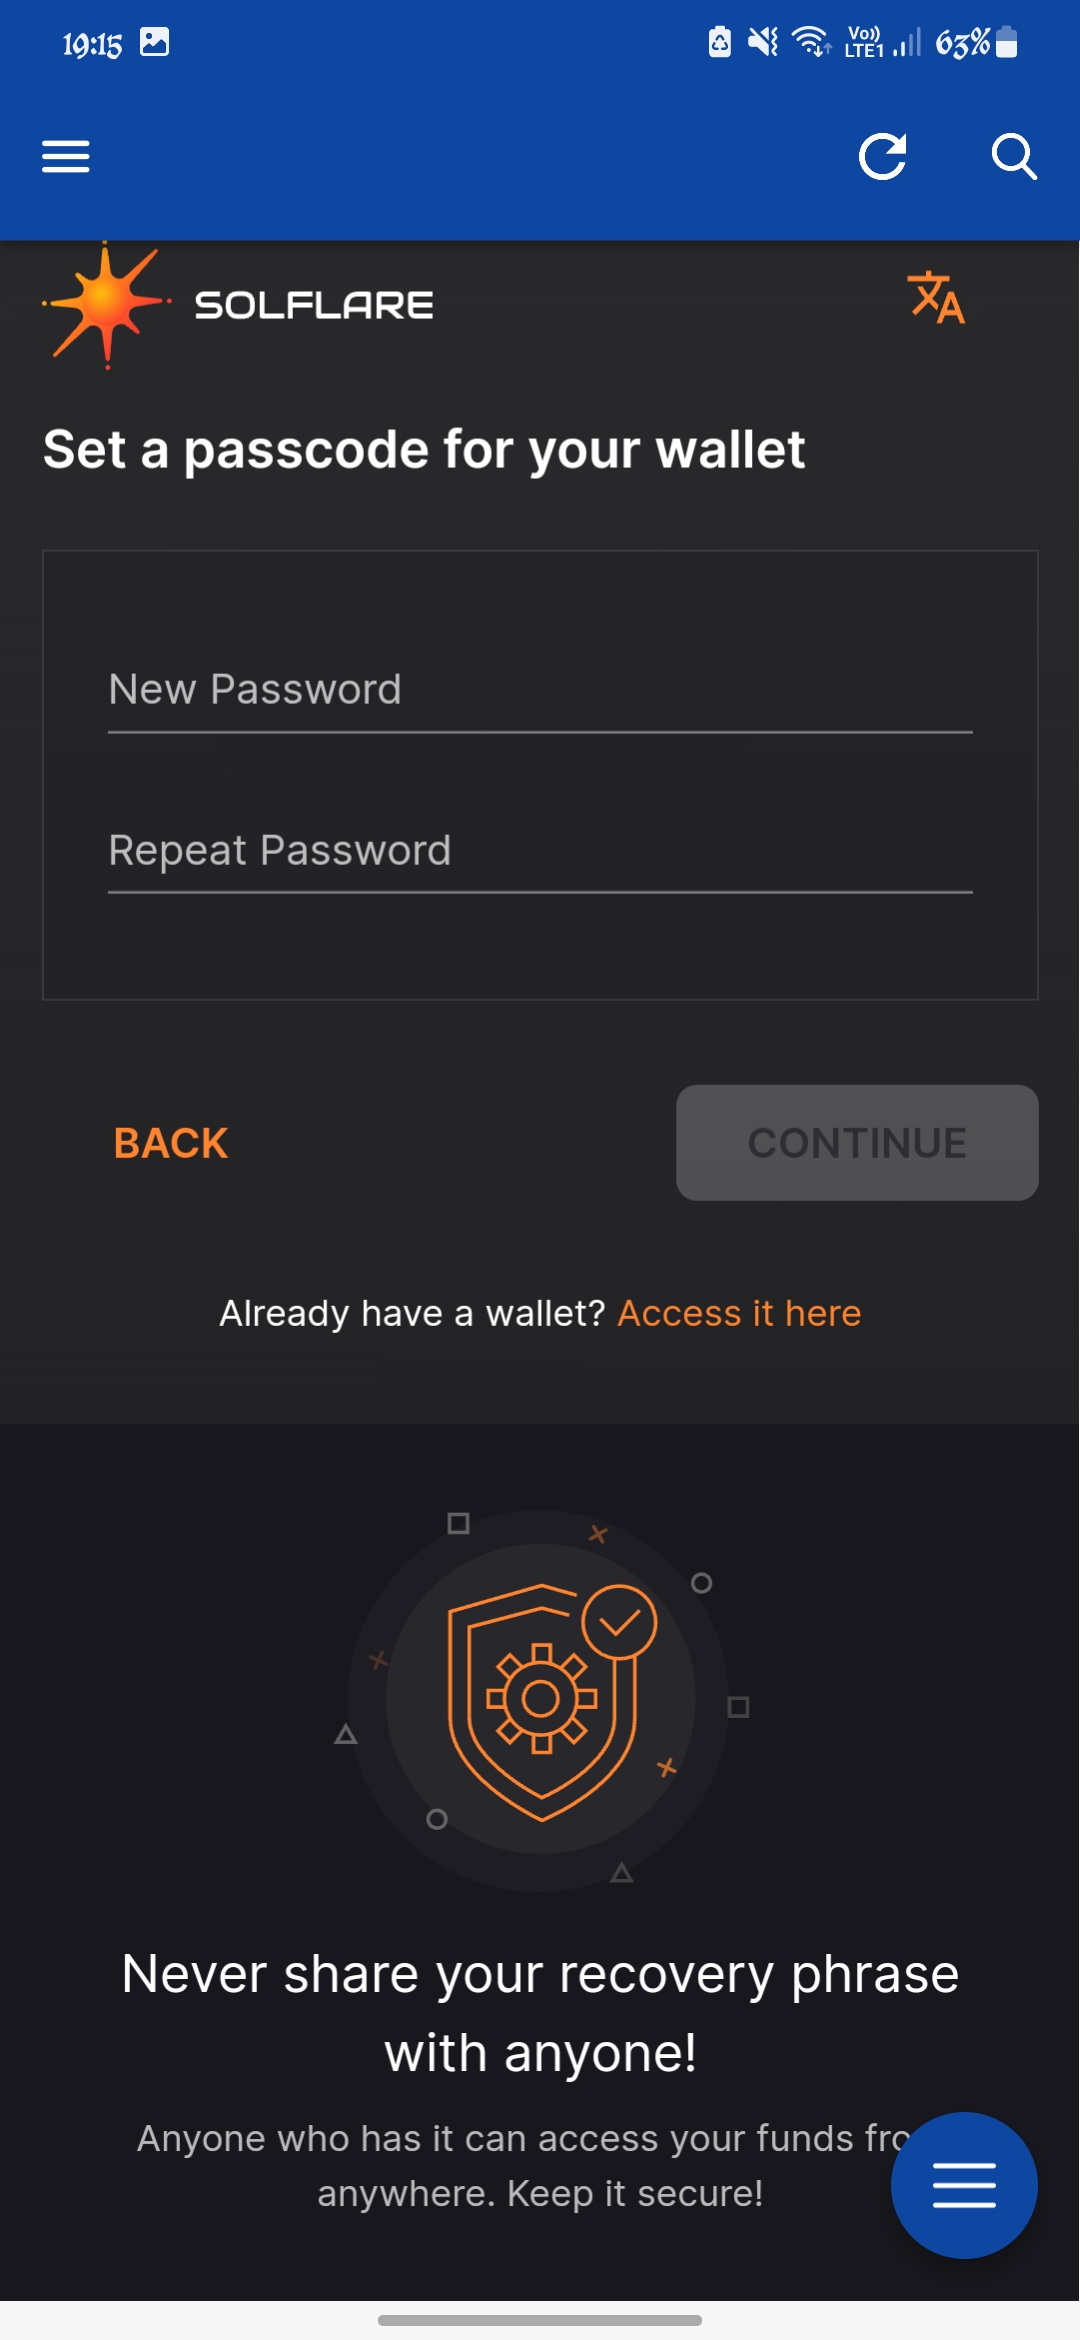 19:15
Vo)) LTE1 63%
SOLFLARE
Set a passcode for your wallet
New Password
Repeat Password
BACK
CONTINUE
Already have a wallet? Access it here
Never share your recovery phrase
with anyone!
Anyone who has it can access your funds fro
anywhere. Keep it secure!